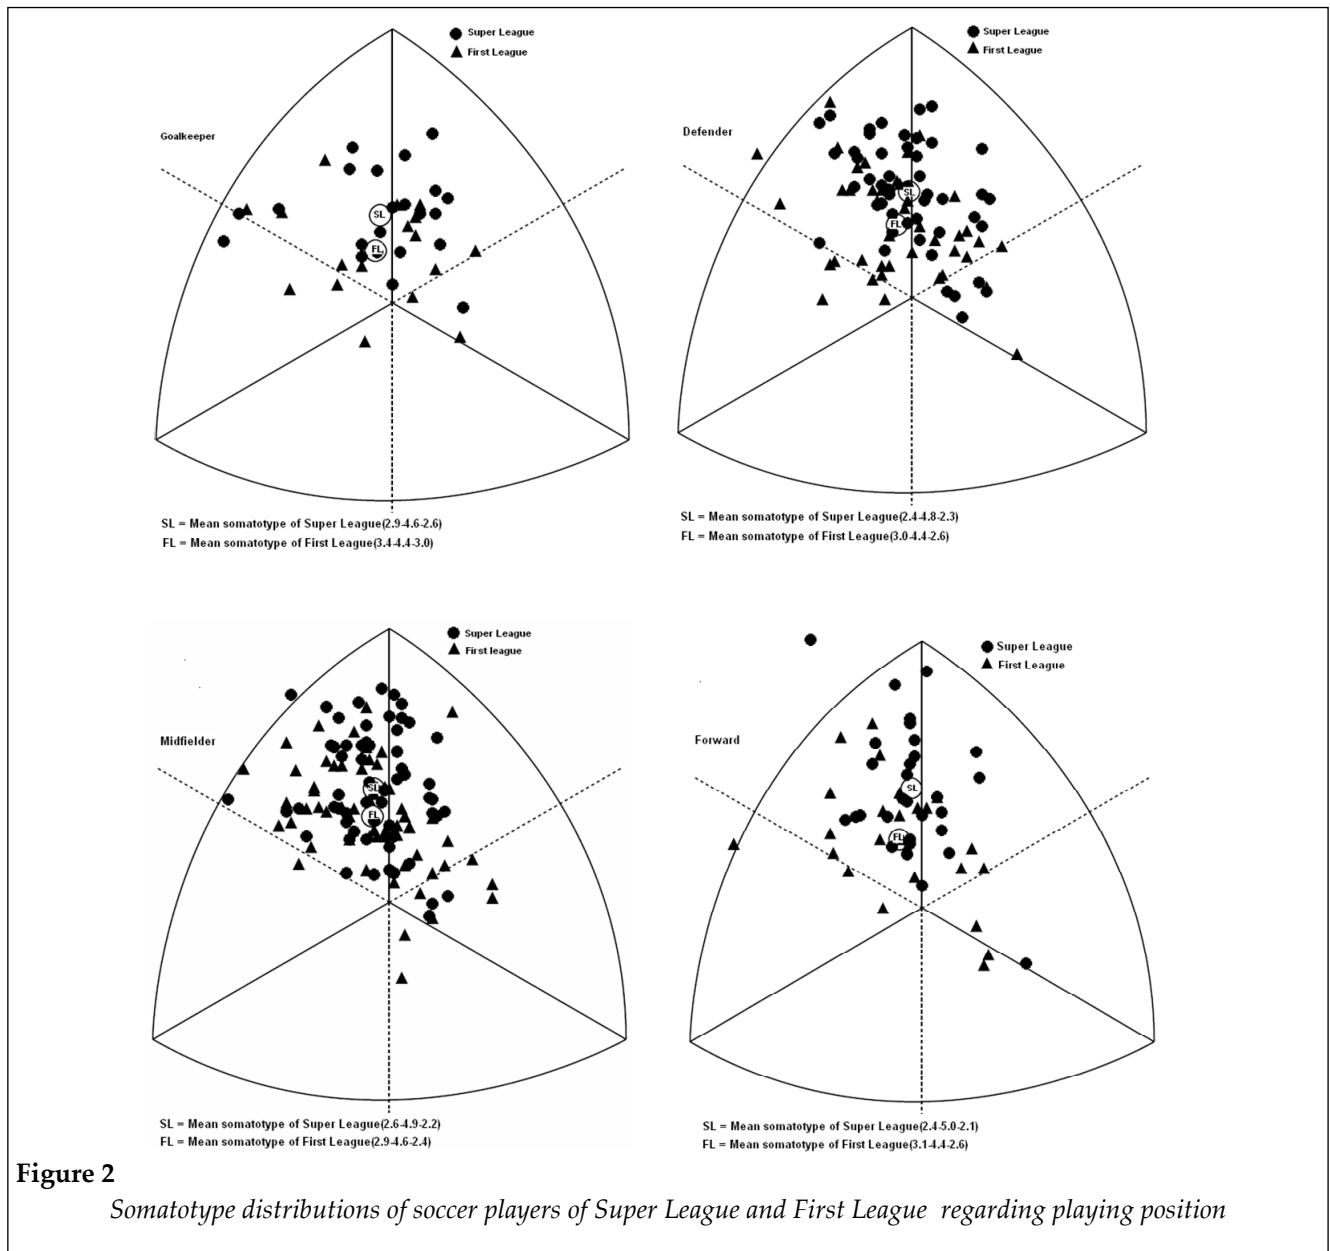 Super League
First League
Goalkeeper
SL
FL
SL = Mean somatotype of Super League(2.9-4.6-2.6)
FL = Mean somatotype of First League(3.4-4.4-3.0)
Super League
First League
Defender
SL
FL
SL = Mean somatotype of Super League(2.4-4.8-2.3)
FL = Mean somatotype of First League(3.0-4.4-2.6)
Super League
First league
Midfielder
SL
FL
SL = Mean somatotype of Super League(2.6-4.9-2.2)
FL = Mean somatotype of First League(2.9-4.6-2.4)
Super League
First League
Forward
SL
FL
SL = Mean somatotype of Super League(2.4-5.0-2.1)
FL = Mean somatotype of First League(3.1-4.4-2.6)
Figure 2
Somatotype distributions of soccer players of Super League and First League regarding playing position